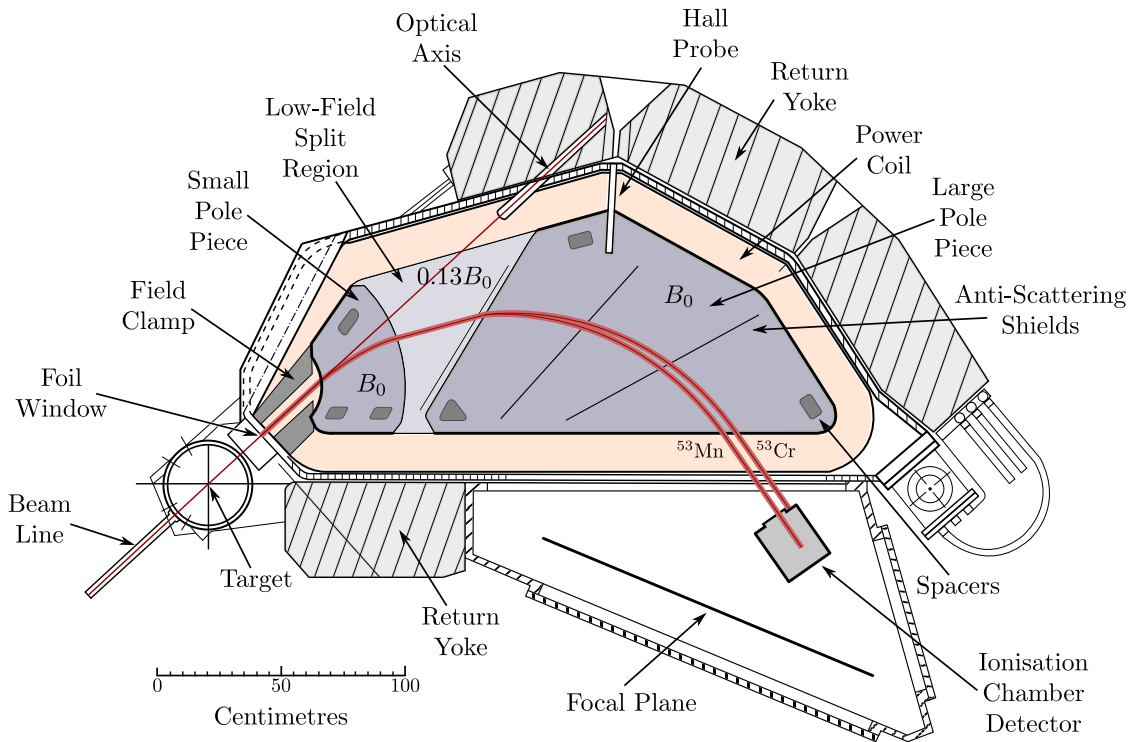 Hall
Probe
Optical
Axis
Return
Yoke
Low-Field
Split
Region
Power
Coil
Small
Pole
Piece
Large
Pole
Piece
0.13B₀
B₀
Field
Clamp
Anti-Scattering
Shields
Foil
Window
B₀
⁵³Mn
⁵³Cr
Beam
Line
Target
Spacers
Return
Yoke
0
50
100
Centimetres
Focal Plane
Ionisation
Chamber
Detector